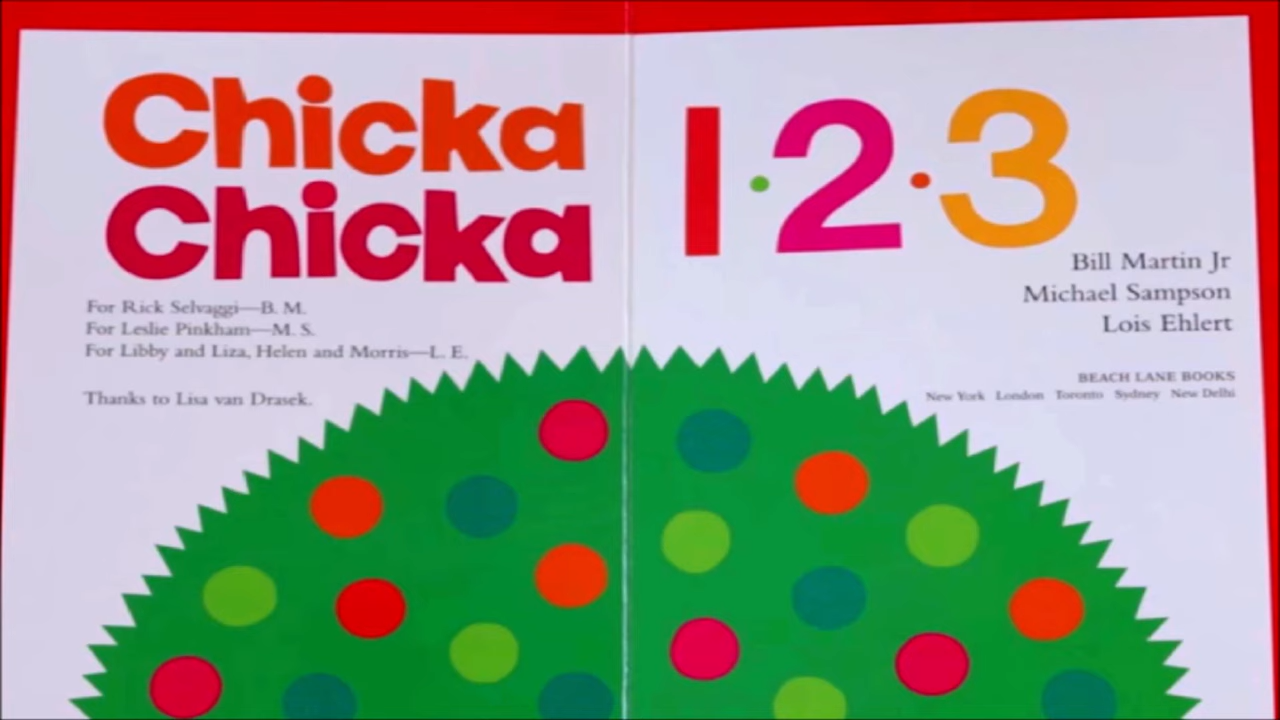 Chicka
Chicka
For Rick Selvaggi—B. M.
For Leslie Pinkham—M. S.
For Libby and Liza, Helen and Morris—L. E.
Thanks to Lisa van Drasek.
1•2•3
Bill Martin Jr
Michael Sampson
Lois Ehlert
BEACH LANE BOOKS
New York London Toronto Sydney New Delhi